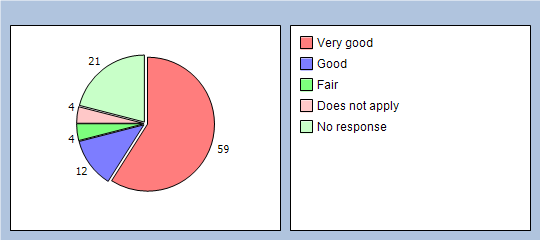 21
4
4
12
59
Very good
Good
Fair
Does not apply
No response